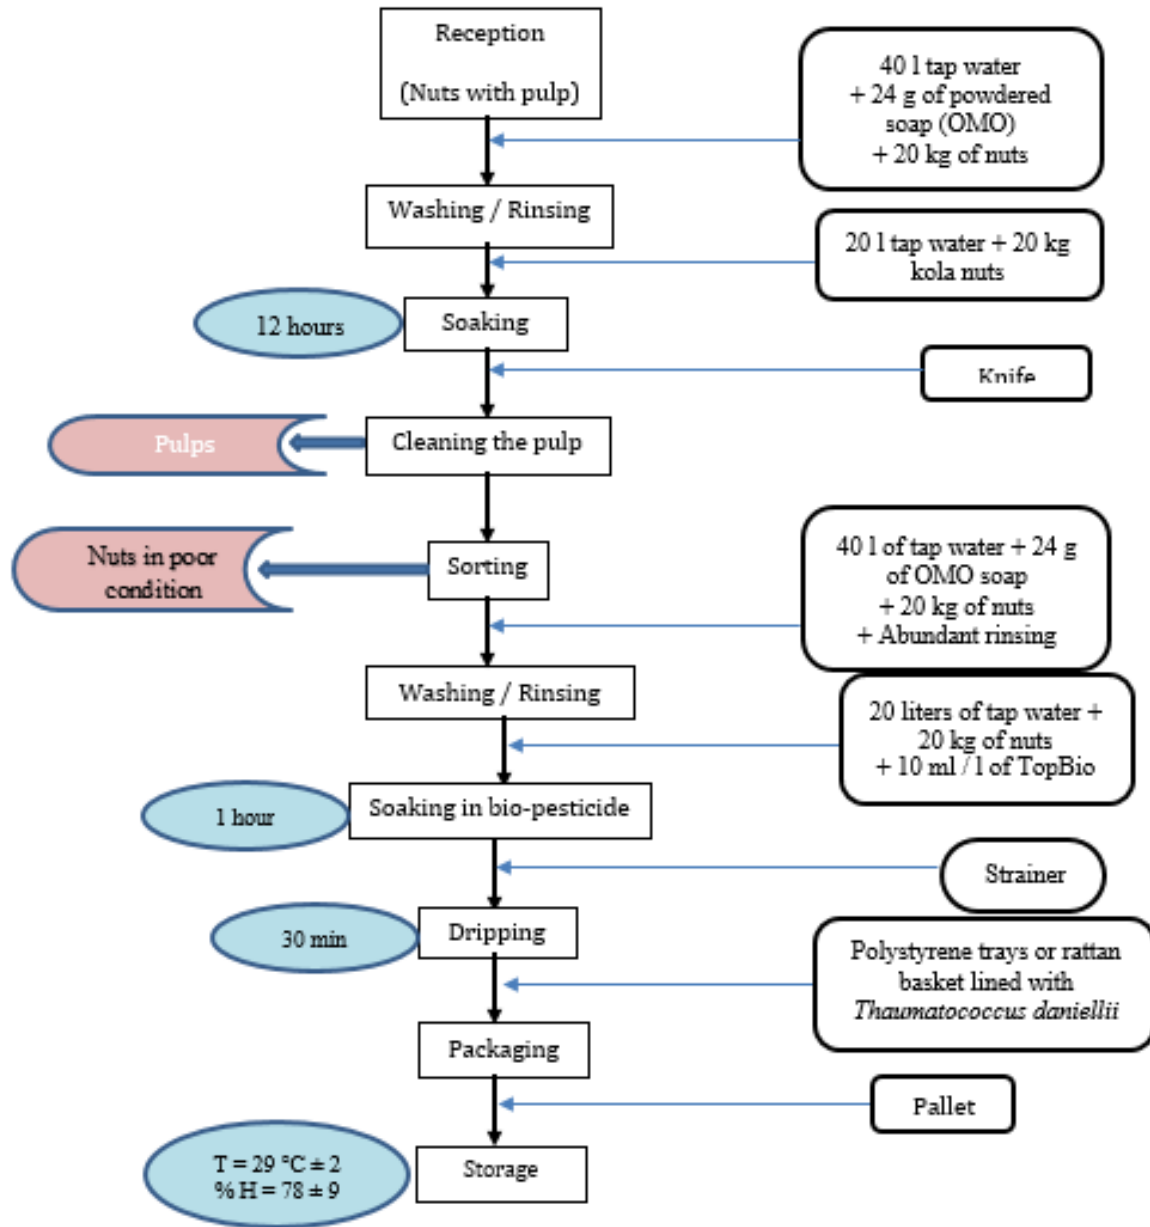 Reception
(Nuts with pulp)
40 l tap water
+ 24 g of powdered
soap (OMO)
+ 20 kg of nuts
Washing / Rinsing
20 l tap water + 20 kg
kola nuts
12 hours
Soaking
Knife
Pulps
Cleaning the pulp
Nuts in poor
condition
Sorting
40 l of tap water + 24 g
of OMO soap
+ 20 kg of nuts
+ Abundant rinsing
Washing / Rinsing
20 liters of tap water +
20 kg of nuts
+ 10 ml / l of TopBio
1 hour
Soaking in bio-pesticide
Strainer
30 min
Dripping
Polystyrene trays or rattan
basket lined with
Thaumatococcus daniellii
Packaging
Pallet
T = 29 °C ± 2
% H = 78 ± 9
Storage